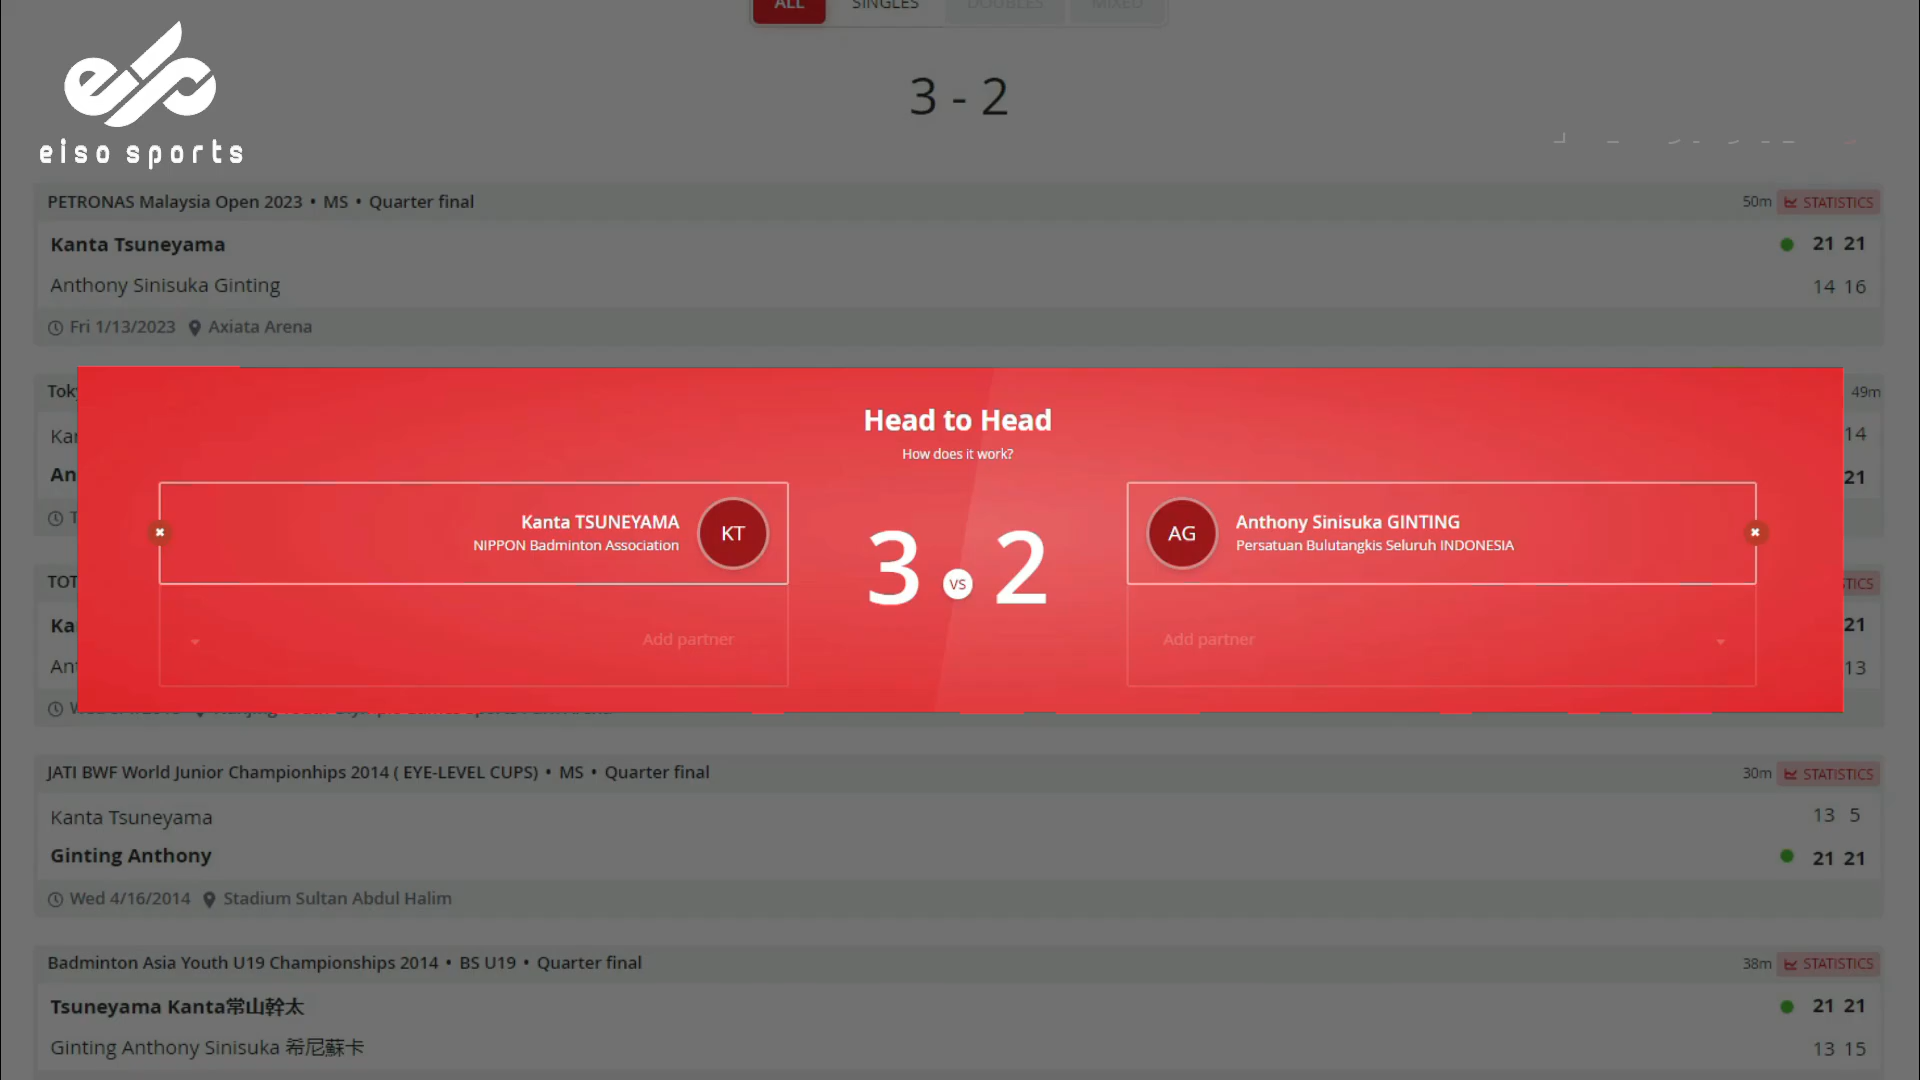 ALL SINGLES DOUBLES MIXED
eiso sports
3 - 2
PETRONAS Malaysia Open 2023 • MS • Quarter final 50m STATISTICS
Kanta Tsuneyama 21 21
Anthony Sinisuka Ginting 14 16
Fri 1/13/2023 Axiata Arena
49m
14
21
Head to Head
How does it work?
Kanta TSUNEYAMA
NIPPON Badminton Association
KT
3 VS 2
AG
Anthony Sinisuka GINTING
Persatuan Bulutangkis Seluruh INDONESIA
Add partner
Add partner
21
13
JATI BWF World Junior Championhips 2014 ( EYE-LEVEL CUPS) • MS • Quarter final 30m STATISTICS
Kanta Tsuneyama 13 5
Ginting Anthony 21 21
Wed 4/16/2014 Stadium Sultan Abdul Halim
Badminton Asia Youth U19 Championships 2014 • BS U19 • Quarter final 38m STATISTICS
Tsuneyama Kanta常山幹太 21 21
Ginting Anthony Sinisuka 希尼蘇卡 13 15